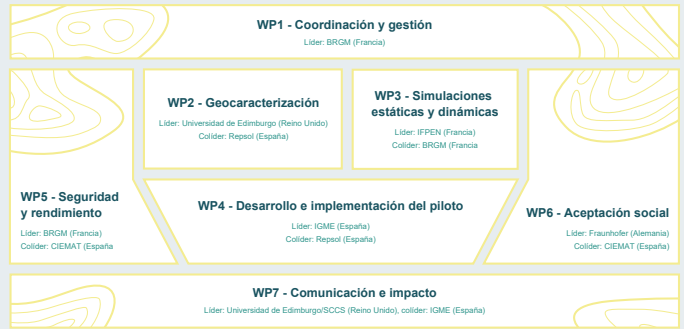 WP1 - Coordinación y gestión
Líder: BRGM (Francia)
WP2 - Geocaracterización
Líder: Universidad de Edimburgo (Reino Unido)
Colíder: Repsol (España)
WP3 - Simulaciones
estáticas y dinámicas
Líder: IFPEN (Francia)
Colíder: BRGM (Francia
WP5 - Seguridad
y rendimiento
Líder: BRGM (Francia)
Colíder: CIEMAT (España
WP4 - Desarrollo e implementación del piloto
Líder: IGME (España)
Colíder: Repsol (España)
WP6 - Aceptación social
Líder: Fraunhofer (Alemania)
Colíder: CIEMAT (España)
WP7 - Comunicación e impacto
Líder: Universidad de Edimburgo/SCCS (Reino Unido), colíder: IGME (España)